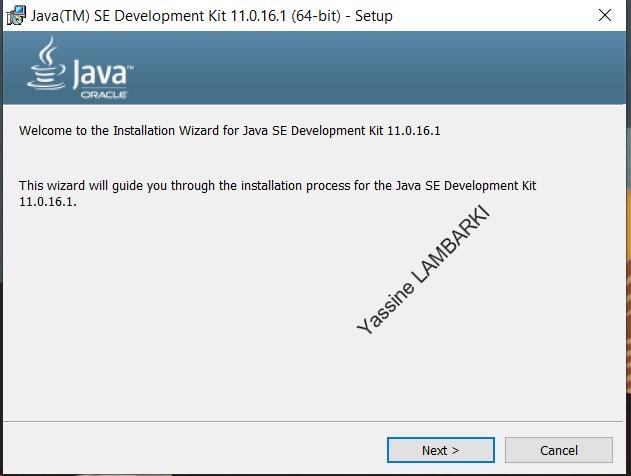 Java(TM) SE Development Kit 11.0.16.1 (64-bit) - Setup
Java™
ORACLE
Welcome to the Installation Wizard for Java SE Development Kit 11.0.16.1
This wizard will guide you through the installation process for the Java SE Development Kit
11.0.16.1.
Yassine LAMBARKI
Next >
Cancel